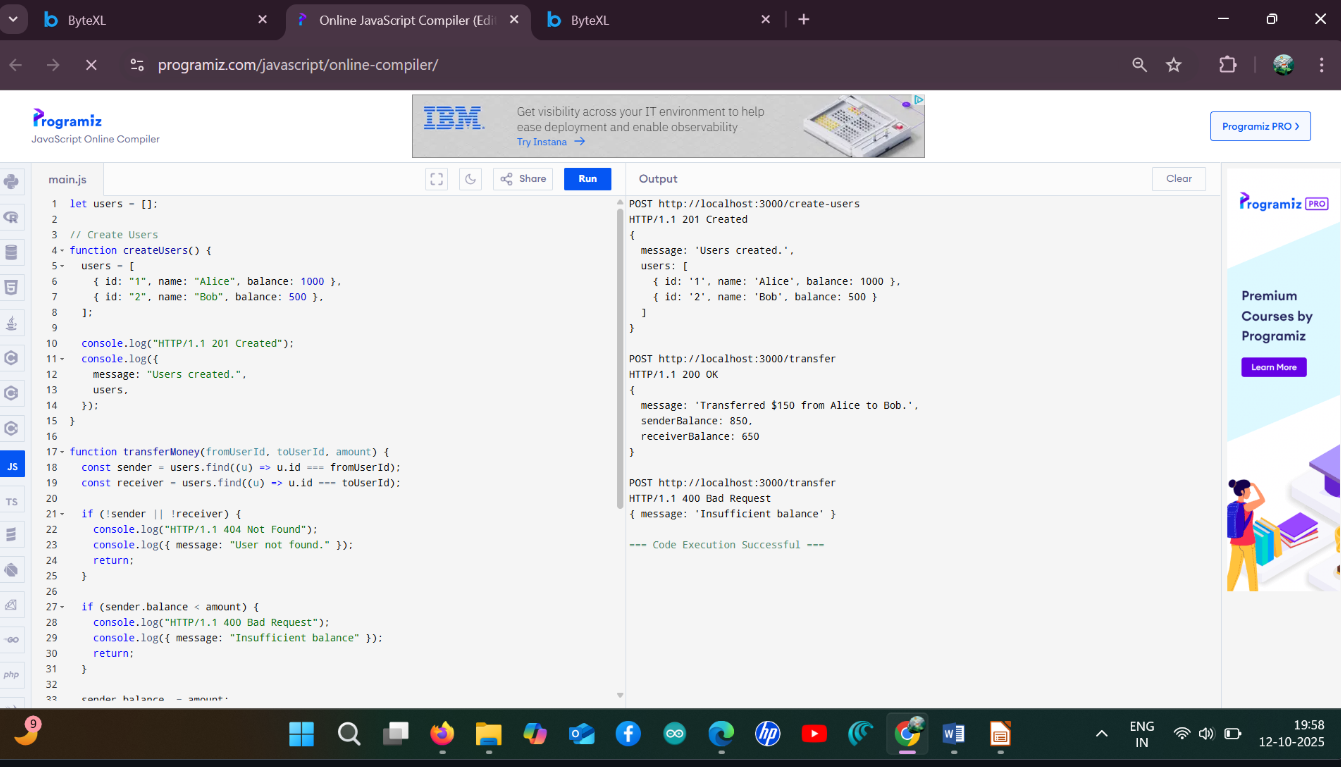 ByteXL
Online JavaScript Compiler (Edi
ByteXL
programiz.com/javascript/online-compiler/
Programiz
JavaScript Online Compiler
IBM.
Get visibility across your IT environment to help
ease deployment and enable observability
Try Instana →
Programiz PRO >
main.js
Share
Run
Output
Clear
1 let users = [];
2
3 // Create Users
4 function createUsers() {
5 users = [
6 { id: "1", name: "Alice", balance: 1000 },
7 { id: "2", name: "Bob", balance: 500 },
8 ];
9
10 console.log("HTTP/1.1 201 Created");
11 console.log({
12 message: "Users created.",
13 users,
14 });
15 }
16
17 function transferMoney(fromUserId, toUserId, amount) {
18 const sender = users.find((u) => u.id === fromUserId);
19 const receiver = users.find((u) => u.id === toUserId);
20
21 if (!sender || !receiver) {
22 console.log("HTTP/1.1 404 Not Found");
23 console.log({ message: "User not found." });
24 return;
25 }
26
27 if (sender.balance < amount) {
28 console.log("HTTP/1.1 400 Bad Request");
29 console.log({ message: "Insufficient balance" });
30 return;
31 }
32
33 sender.balance -= amount;
POST http://localhost:3000/create-users
HTTP/1.1 201 Created
{
message: 'Users created.',
users: [
{ id: '1', name: 'Alice', balance: 1000 },
{ id: '2', name: 'Bob', balance: 500 }
]
}
POST http://localhost:3000/transfer
HTTP/1.1 200 OK
{
message: 'Transferred $150 from Alice to Bob.',
senderBalance: 850,
receiverBalance: 650
}
POST http://localhost:3000/transfer
HTTP/1.1 400 Bad Request
{ message: 'Insufficient balance' }
=== Code Execution Successful ===
JS
TS
GO
php
Programiz PRO
Premium
Courses by
Programiz
Learn More
9
hp
W
ENG
IN
19:58
12-10-2025